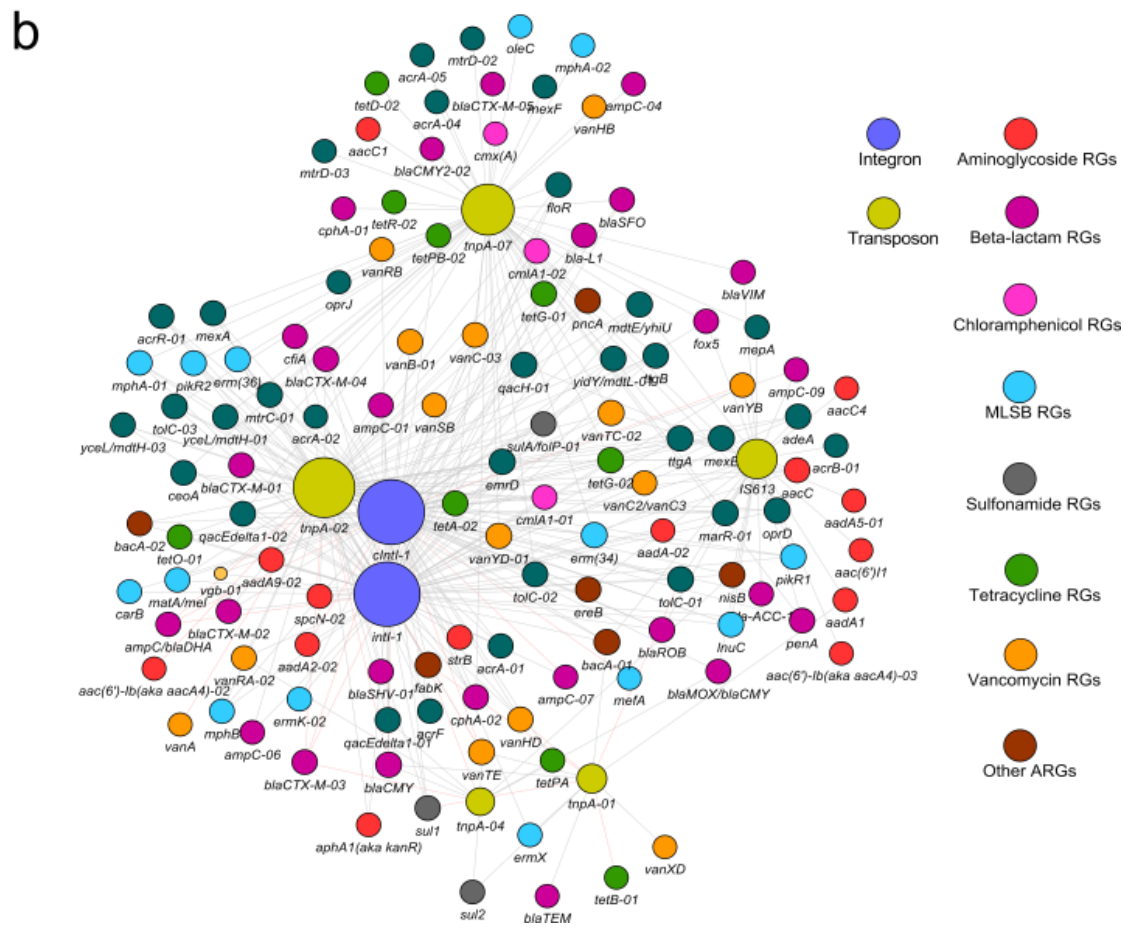 b
oleC
mtrD-02
mphA-02
acrA-05
tetD-02
blaCTX-M-05
mexF
ampC-04
acrA-04
vanHB
aacC1
cmx(A)
mtrD-03
blaCMY2-02
Integron
Aminoglycoside RGs
floR
cphA-01
tetR-02
blaSFO
tnpA-07
Transposon
Beta-lactam RGs
tetPB-02
bla-L1
vanRB
cmlA1-02
blaVIM
oprJ
tetG-01
pncA
mdtE/yhiU
Chloramphenicol RGs
acrR-01
mexA
fox5
mepA
cfiA
vanB-01
vanC-03
mphA-01
pikR2
erm(36)
blaCTX-M-04
qacH-01
yidY/mdtL-01
ttgB
ampC-09
vanYB
aacC4
MLSB RGs
mtrC-01
tolC-03
acrA-02
ampC-01
vanSB
yceL/mdtH-03
yceL/mdtH-01
sulA/folP-01
vanTC-02
adeA
ttgA
mexE
acrB-01
blaCTX-M-01
ceoA
emrD
tetG-02
IS613
aacC
vanC2/vanC3
Sulfonamide RGs
aadA5-01
tnpA-02
tetA-02
cmlA1-01
marR-01
oprD
qacEdelta1-02
bacA-02
cIntI-1
vanYD-01
erm(34)
aadA-02
tetO-01
aac(6')I1
pikR1
vgb-01
aadA9-02
tolC-02
tolC-01
nisB
Tetracycline RGs
carB
matA/mel
spcN-02
intI-1
ereB
aadA1
blaCTX-M-02
ampC/blaDHA
lnuC
penA
strB
acrA-01
bacA-01
blaROB
aadA2-02
aac(6')-Ib(aka aacA4)-02
vanRA-02
aac(6')-Ib(aka aacA4)-03
blaSHV-01
fabK
ampC-07
mefA
blaMOX/blaCMY
Vancomycin RGs
ermK-02
cphA-02
vanA
mphB
acrF
qacEdelta1-01
vanHD
ampC-06
blaCTX-M-03
blaCMY
vanTE
tetPA
Other ARGs
tnpA-01
sul1
tnpA-04
aphA1(aka kanR)
ermX
vanXD
sul2
blaTEM
tetB-01